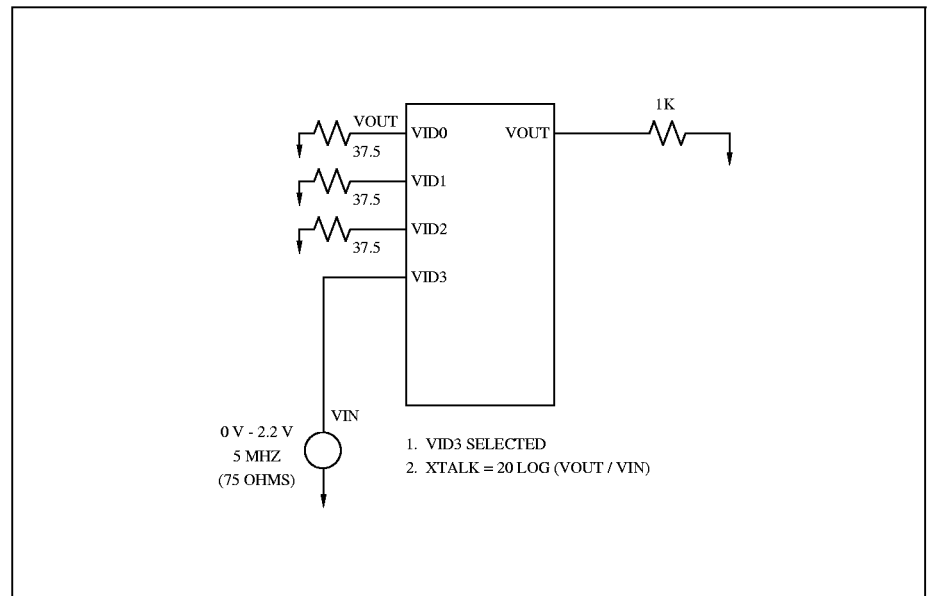 1K
VOUT
VID0
VOUT
37.5
VID1
37.5
VID2
37.5
VID3
VIN
0 V - 2.2 V
5 MHZ
(75 OHMS)
1. VID3 SELECTED
2. XTALK = 20 LOG (VOUT / VIN)